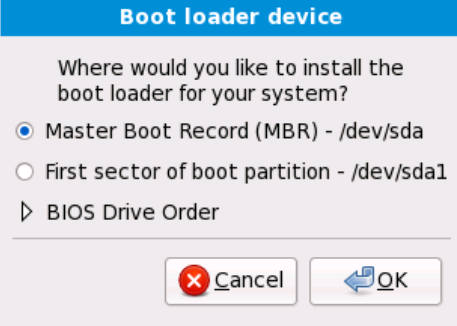 Boot loader device
Where would you like to install the
boot loader for your system?
Master Boot Record (MBR) - /dev/sda
First sector of boot partition - /dev/sda1
BIOS Drive Order
Cancel
OK